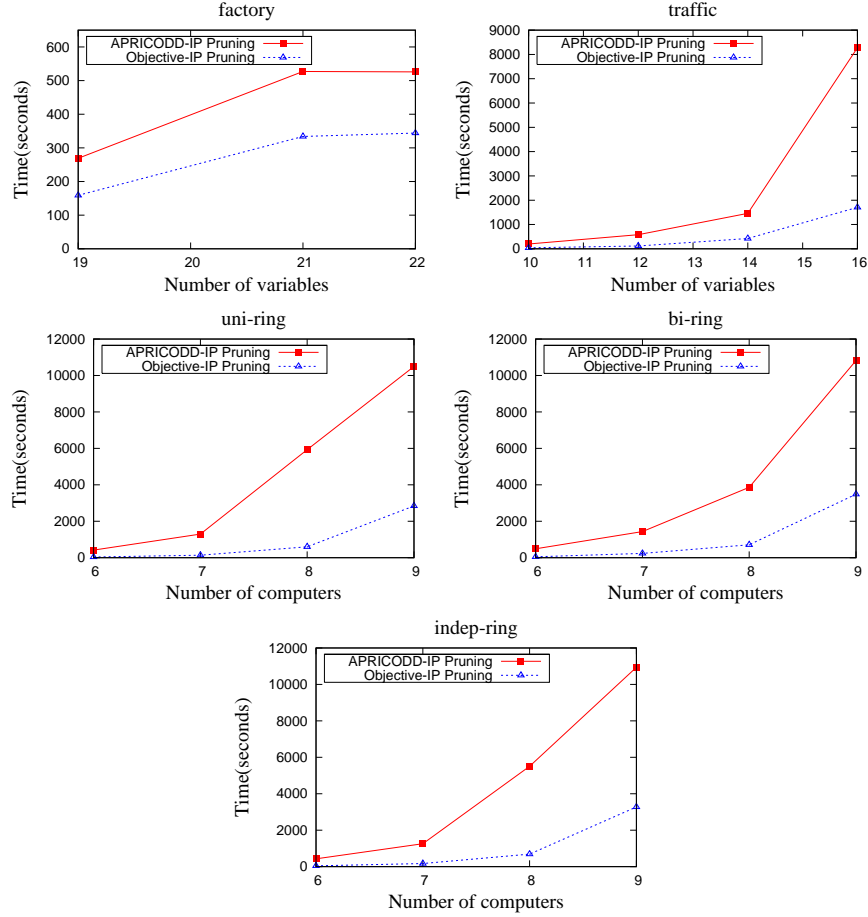 factory
600
500
400
300
200
100
0
APRICODD-IP Pruning
Objective-IP Pruning
19 20 21 22
Time(seconds)
Number of variables
traffic
9000
8000
7000
6000
5000
4000
3000
2000
1000
0
APRICODD-IP Pruning
Objective-IP Pruning
10 11 12 13 14 15 16
Time(seconds)
Number of variables
uni-ring
12000
10000
8000
6000
4000
2000
0
APRICODD-IP Pruning
Objective-IP Pruning
6 7 8 9
Time(seconds)
Number of computers
bi-ring
12000
10000
8000
6000
4000
2000
0
APRICODD-IP Pruning
Objective-IP Pruning
6 7 8 9
Time(seconds)
Number of computers
indep-ring
12000
10000
8000
6000
4000
2000
0
APRICODD-IP Pruning
Objective-IP Pruning
6 7 8 9
Time(seconds)
Number of computers